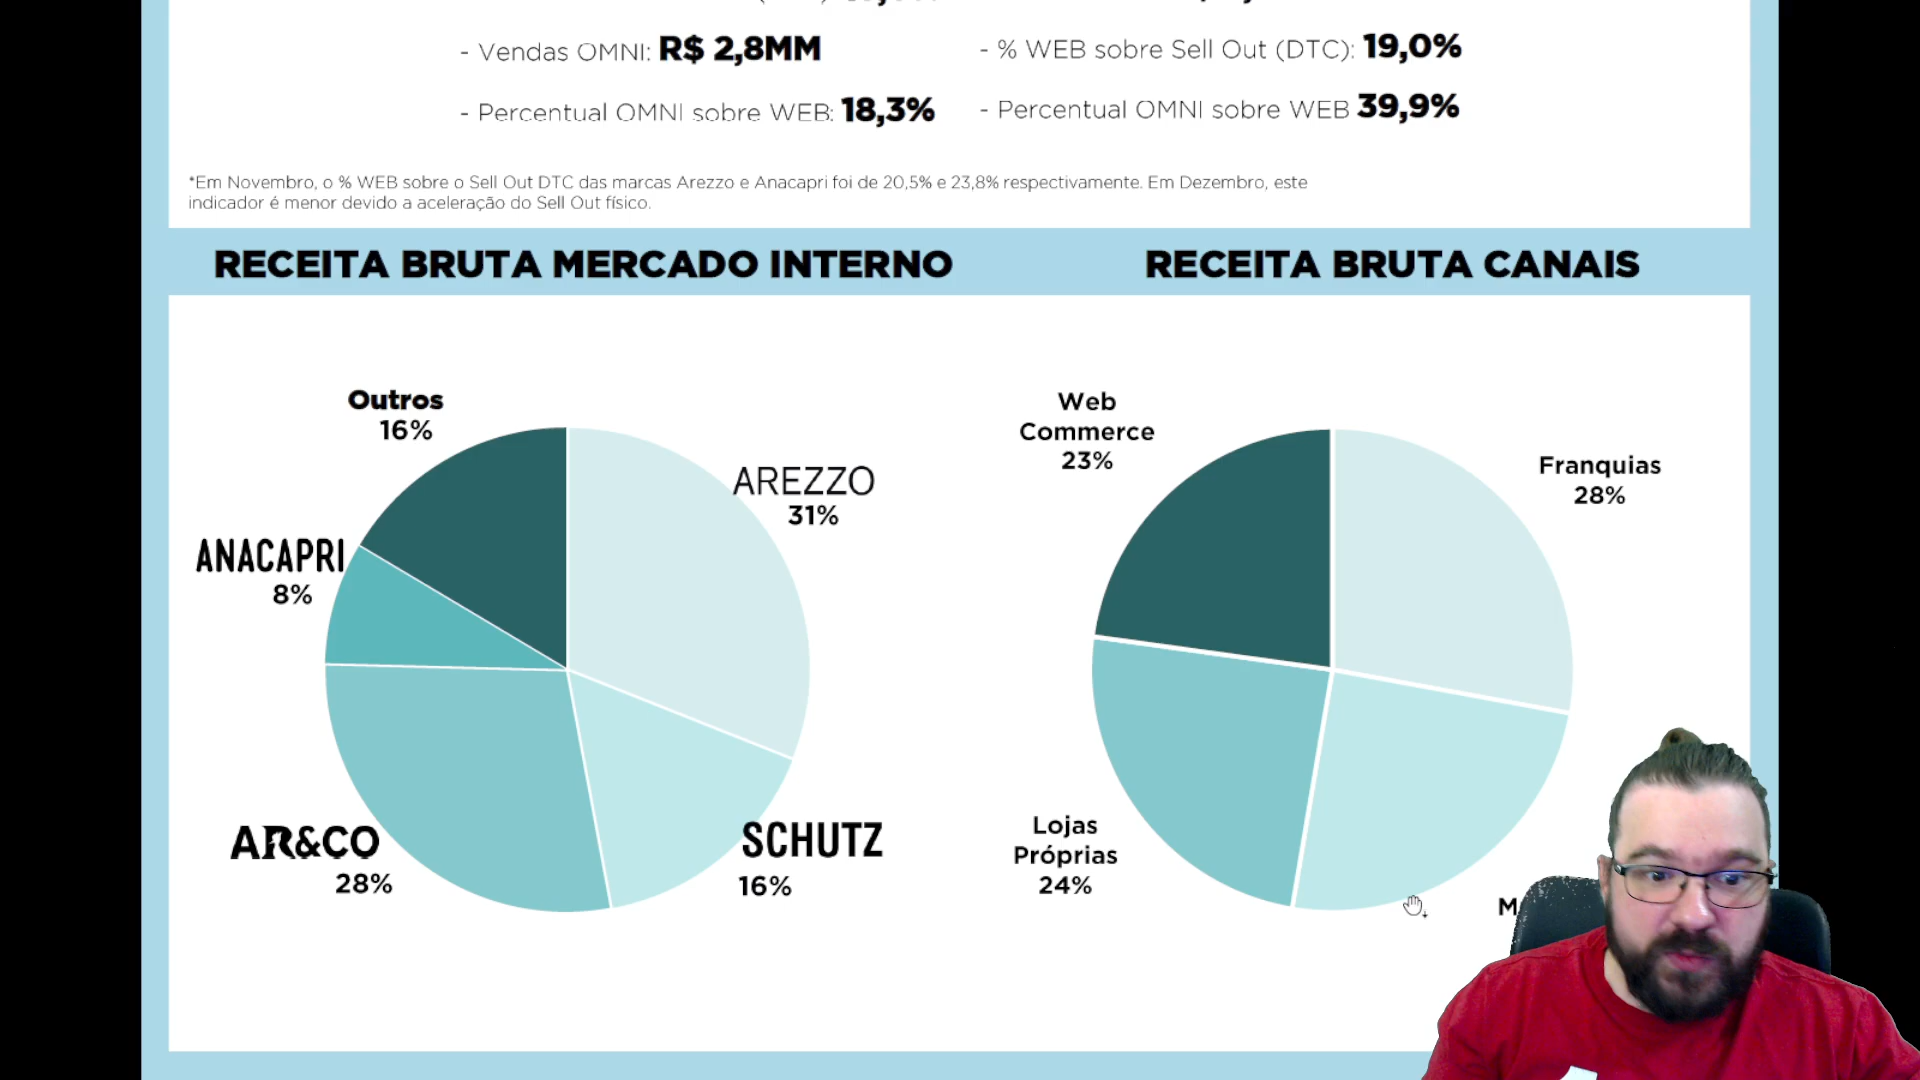 - Vendas OMNI: R$ 2,8MM
- % WEB sobre Sell Out (DTC): 19,0%
- Percentual OMNI sobre WEB: 18,3%
- Percentual OMNI sobre WEB 39,9%
*Em Novembro, o % WEB sobre o Sell Out DTC das marcas Arezzo e Anacapri foi de 20,5% e 23,8% respectivamente. Em Dezembro, este
indicador é menor devido a aceleração do Sell Out físico.
RECEITA BRUTA MERCADO INTERNO
RECEITA BRUTA CANAIS
Outros
16%
AREZZO
31%
ANACAPRI
8%
AR&CO
28%
SCHUTZ
16%
Web
Commerce
23%
Franquias
28%
Lojas
Próprias
24%